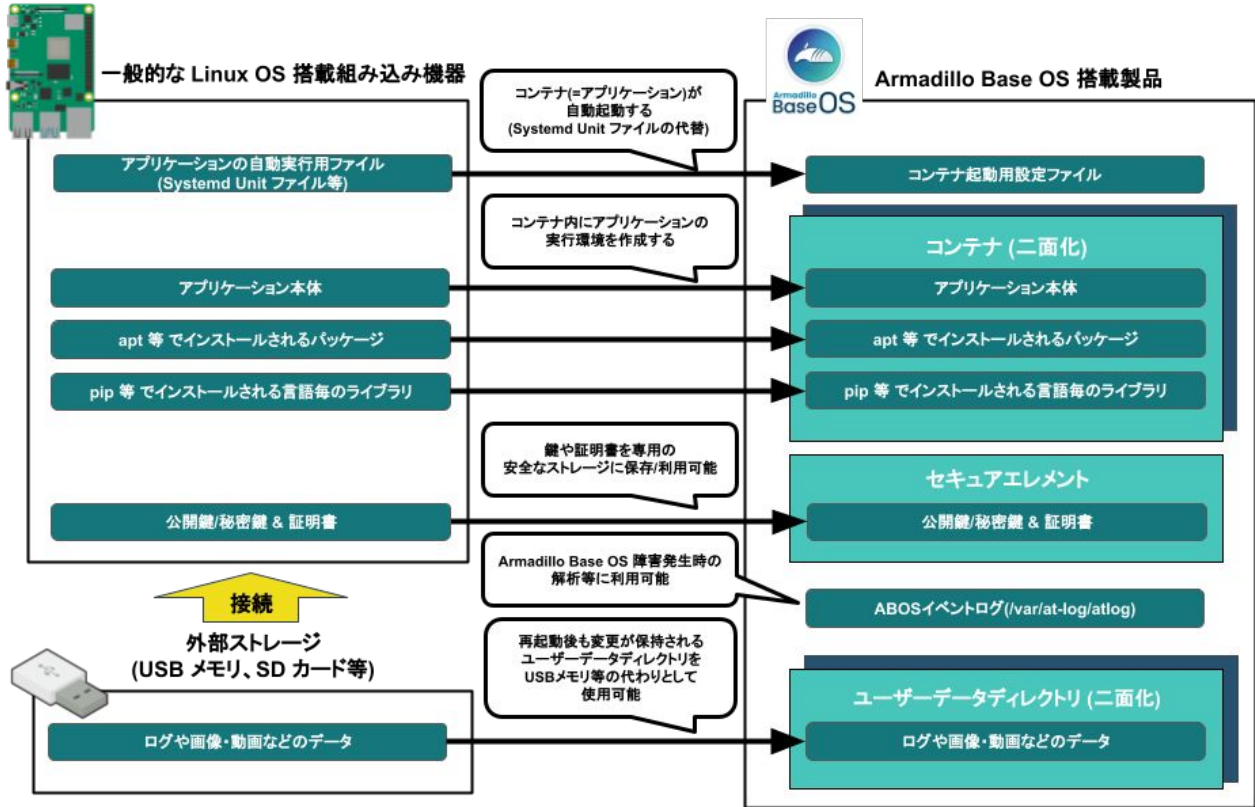 一般的な Linux OS 搭載組み込み機器
Armadillo
Base OS
Armadillo Base OS 搭載製品
コンテナ(=アプリケーション)が
自動起動する
(Systemd Unit ファイルの代替)
アプリケーションの自動実行用ファイル
(Systemd Unit ファイル等)
コンテナ起動用設定ファイル
コンテナ内にアプリケーションの
実行環境を作成する
コンテナ (二面化)
アプリケーション本体
アプリケーション本体
apt 等 でインストールされるパッケージ
apt 等 でインストールされるパッケージ
pip 等 でインストールされる言語毎のライブラリ
pip 等 でインストールされる言語毎のライブラリ
鍵や証明書を専用の
安全なストレージに保存/利用可能
セキュアエレメント
公開鍵/秘密鍵 & 証明書
公開鍵/秘密鍵 & 証明書
Armadillo Base OS 障害発生時の
解析等に利用可能
ABOSイベントログ(/var/at-log/atlog)
接続
外部ストレージ
(USB メモリ、SD カード等)
再起動後も変更が保持される
ユーザーデータディレクトリを
USBメモリ等の代わりとして
使用可能
ユーザーデータディレクトリ (二面化)
ログや画像・動画などのデータ
ログや画像・動画などのデータ